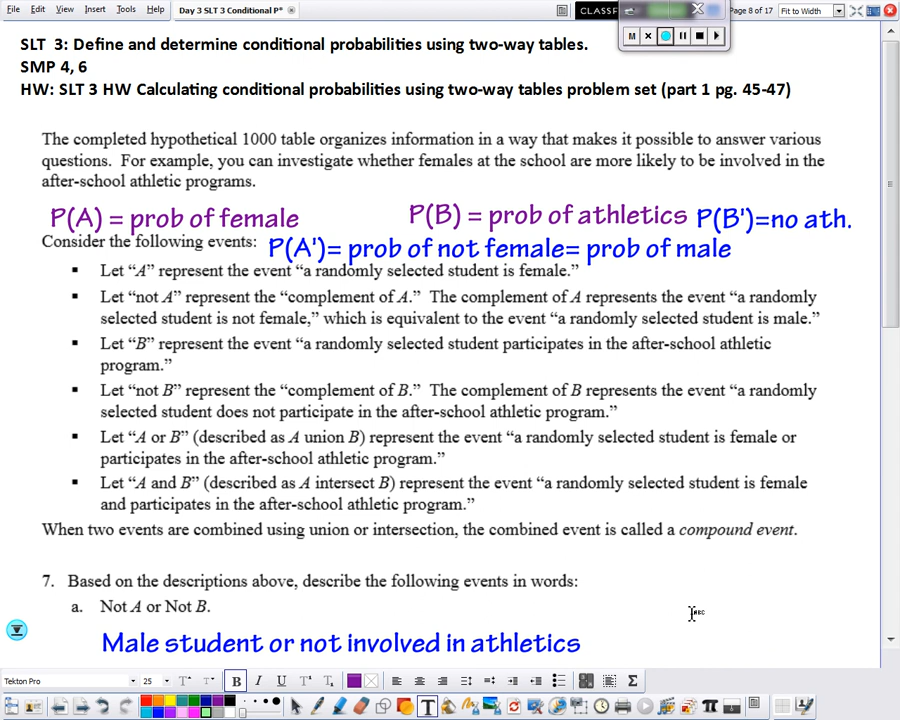 File Edit View Insert Items Tools Help Day 3 SLT 3 Conditional P* CLASSF Page 8 of 17 Fit to Width
M
SLT 3: Define and determine conditional probabilities using two-way tables.
SMP 4, 6
HW: SLT 3 HW Calculating conditional probabilities using two-way tables problem set (part 1 pg. 45-47)
The completed hypothetical 1000 table organizes information in a way that makes it possible to answer various
questions. For example, you can investigate whether females at the school are more likely to be involved in the
after-school athletic programs.
P(A) = prob of female P(B) = prob of athletics P(B')=no ath.
Consider the following events: P(A')= prob of not female= prob of male
Let “A” represent the event “a randomly selected student is female.”
Let “not A” represent the “complement of A.” The complement of A represents the event “a randomly
selected student is not female,” which is equivalent to the event “a randomly selected student is male.”
Let “B” represent the event “a randomly selected student participates in the after-school athletic
program.”
Let “not B” represent the “complement of B.” The complement of B represents the event “a randomly
selected student does not participate in the after-school athletic program.”
Let “A or B” (described as A union B) represent the event “a randomly selected student is female or
participates in the after-school athletic program.”
Let “A and B” (described as A intersect B) represent the event “a randomly selected student is female
and participates in the after-school athletic program.”
When two events are combined using union or intersection, the combined event is called a compound event.
7. Based on the descriptions above, describe the following events in words:
a. Not A or Not B.
REC
Male student or not involved in athletics
Tekton Pro 25 T T B I U T T Σ
T π